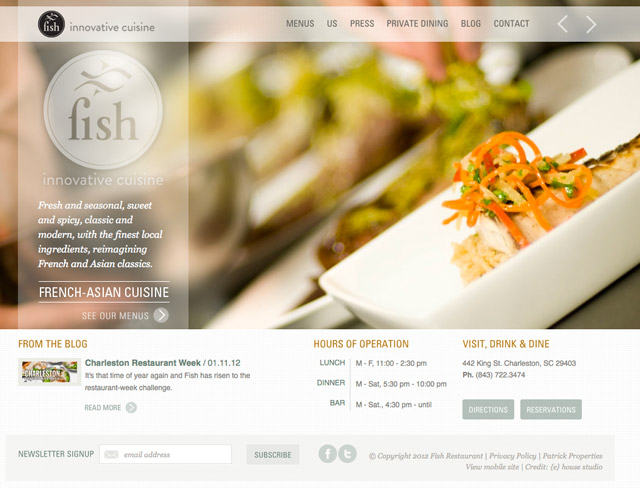 fish innovative cuisine
MENUS US PRESS PRIVATE DINING BLOG CONTACT
fish
innovative cuisine
Fresh and seasonal, sweet
and spicy, classic and
modern, with the finest local
ingredients, reimagining
French and Asian classics.
FRENCH-ASIAN CUISINE
SEE OUR MENUS
FROM THE BLOG
CHARLESTON
Charleston Restaurant Week / 01.11.12
It's that time of year again and Fish has risen to the
restaurant-week challenge.
READ MORE
HOURS OF OPERATION
LUNCH M - F, 11:00 - 2:30 pm
DINNER M - Sat, 5:30 pm - 10:00 pm
BAR M - Sat., 4:30 pm - until
VISIT, DRINK & DINE
442 King St. Charleston, SC 29403
Ph. (843) 722.3474
DIRECTIONS RESERVATIONS
NEWSLETTER SIGNUP email address SUBSCRIBE
f t
© Copyright 2012 Fish Restaurant | Privacy Policy | Patrick Properties
View mobile site | Credit: {e} house studio